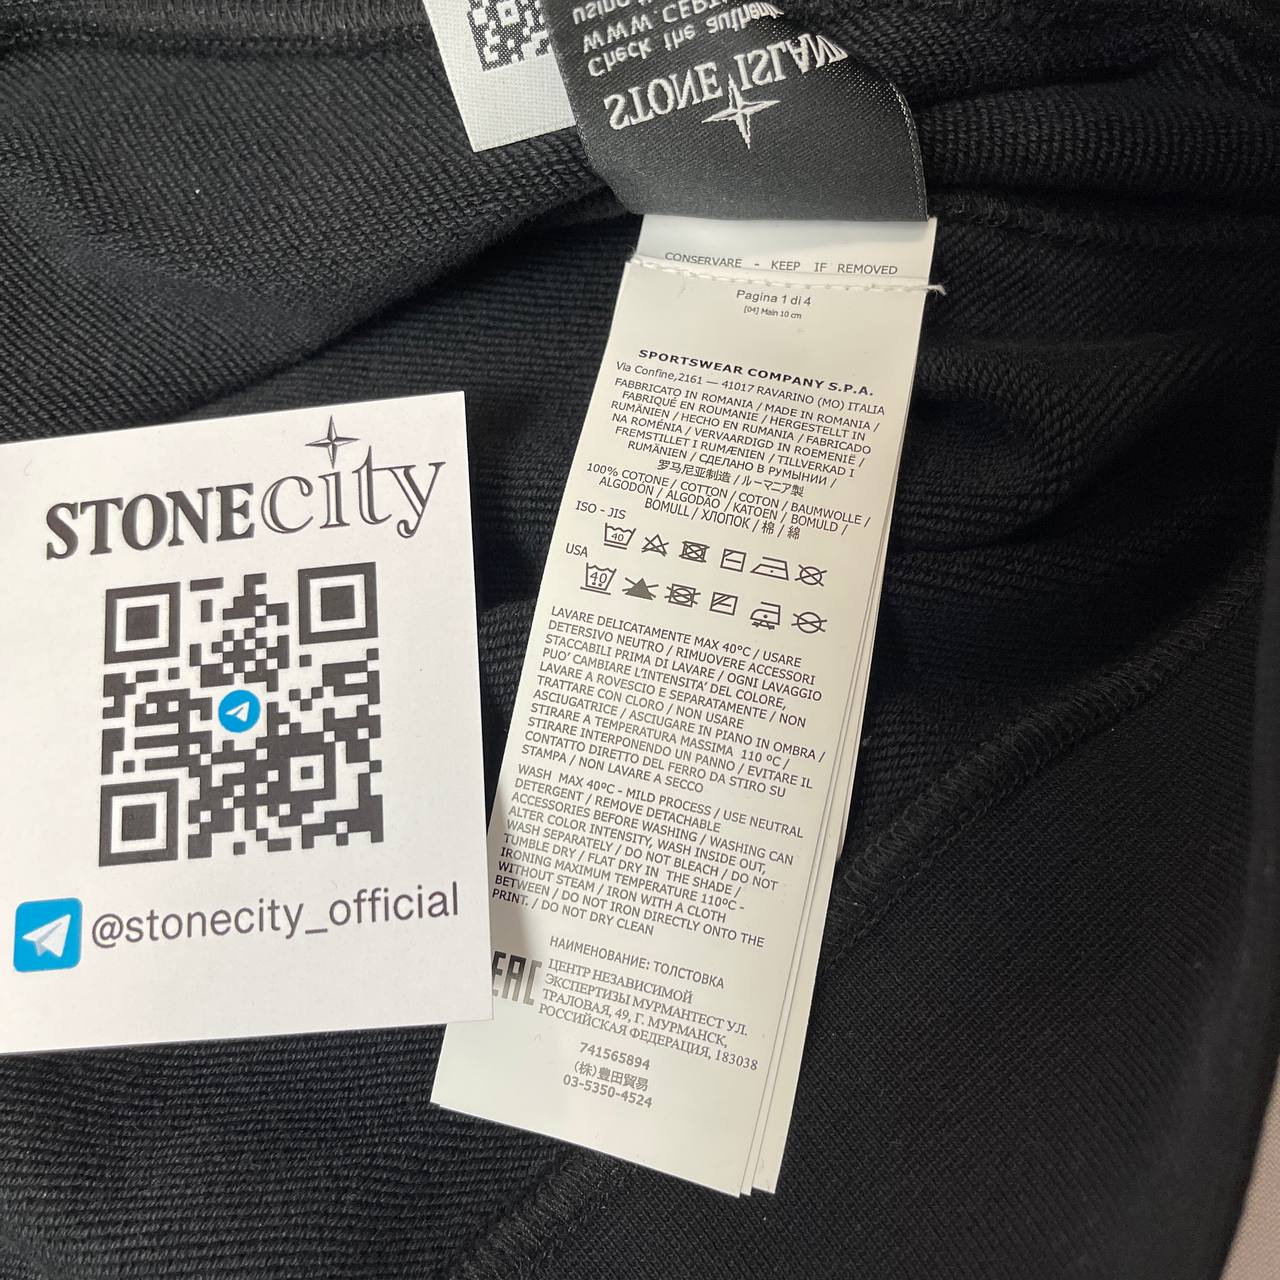 using th
WWW CERT
Check the authen
STONE ISLAN
CONSERVARE - KEEP IF REMOVED
Pagina 1 di 4
[04] Main 10 cm
SPORTSWEAR COMPANY S.P.A.
Via Confine,2161 — 41017 RAVARINO (MO) ITALIA
FABBRICATO IN ROMANIA / MADE IN ROMANIA /
FABRIQUÉ EN ROUMANIE / HERGESTELLT IN
RUMÄNIEN / HECHO EN RUMANIA / FABRICADO
NA ROMÉNIA / VERVAARDIGD IN ROEMENIË /
FREMSTILLET I RUMÆNIEN / TILLVERKAD I
RUMÄNIEN / СДЕЛАНО В РУМЫНИИ /
罗马尼亚制造 / ルーマニア製
100% COTONE / COTTON / COTON / BAUMWOLLE /
ALGODÓN / ALGODÃO / KATOEN / BOMULD /
BOMULL / ХЛОПОК / 棉 / 綿
ISO - JIS
40
USA
40
LAVARE DELICATAMENTE MAX 40°C / USARE
DETERSIVO NEUTRO / RIMUOVERE ACCESSORI
STACCABILI PRIMA DI LAVARE / OGNI LAVAGGIO
PUO' CAMBIARE L'INTENSITA' DEL COLORE,
LAVARE A ROVESCIO E SEPARATAMENTE / NON
TRATTARE CON CLORO / NON USARE
ASCIUGATRICE / ASCIUGARE IN PIANO IN OMBRA /
STIRARE A TEMPERATURA MASSIMA 110 °C /
STIRARE INTERPONENDO UN PANNO / EVITARE IL
CONTATTO DIRETTO DEL FERRO DA STIRO SU
STAMPA / NON LAVARE A SECCO
WASH MAX 40°C - MILD PROCESS / USE NEUTRAL
DETERGENT / REMOVE DETACHABLE
ACCESSORIES BEFORE WASHING / WASHING CAN
ALTER COLOR INTENSITY, WASH INSIDE OUT,
WASH SEPARATELY / DO NOT BLEACH / DO NOT
TUMBLE DRY / FLAT DRY IN THE SHADE /
IRONING MAXIMUM TEMPERATURE 110°C -
WITHOUT STEAM / IRON WITH A CLOTH
BETWEEN / DO NOT IRON DIRECTLY ONTO THE
PRINT. / DO NOT DRY CLEAN
НАИМЕНОВАНИЕ: ТОЛСТОВКА
EAC
ЦЕНТР НЕЗАВИСИМОЙ
ЭКСПЕРТИЗЫ МУРМАНТЕСТ УЛ.
ТРАЛОВАЯ, 49, Г. МУРМАНСК,
РОССИЙСКАЯ ФЕДЕРАЦИЯ, 183038
741565894
(株)豊田貿易
03-5350-4524
STONEcity
@stonecity_official